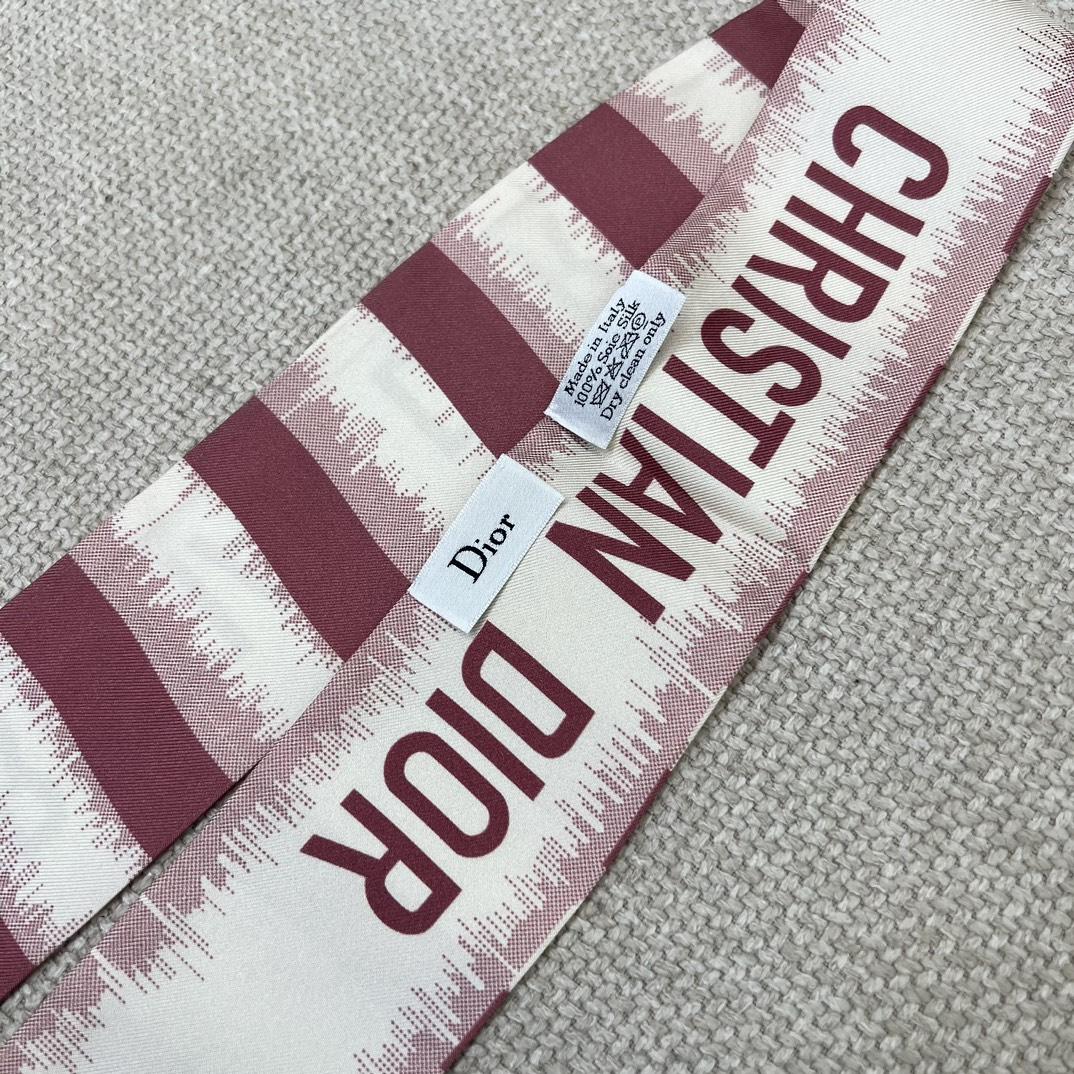 CHRISTIAN DIOR
Made in Italy
100% Soie Silk
Dry clean only
Dior